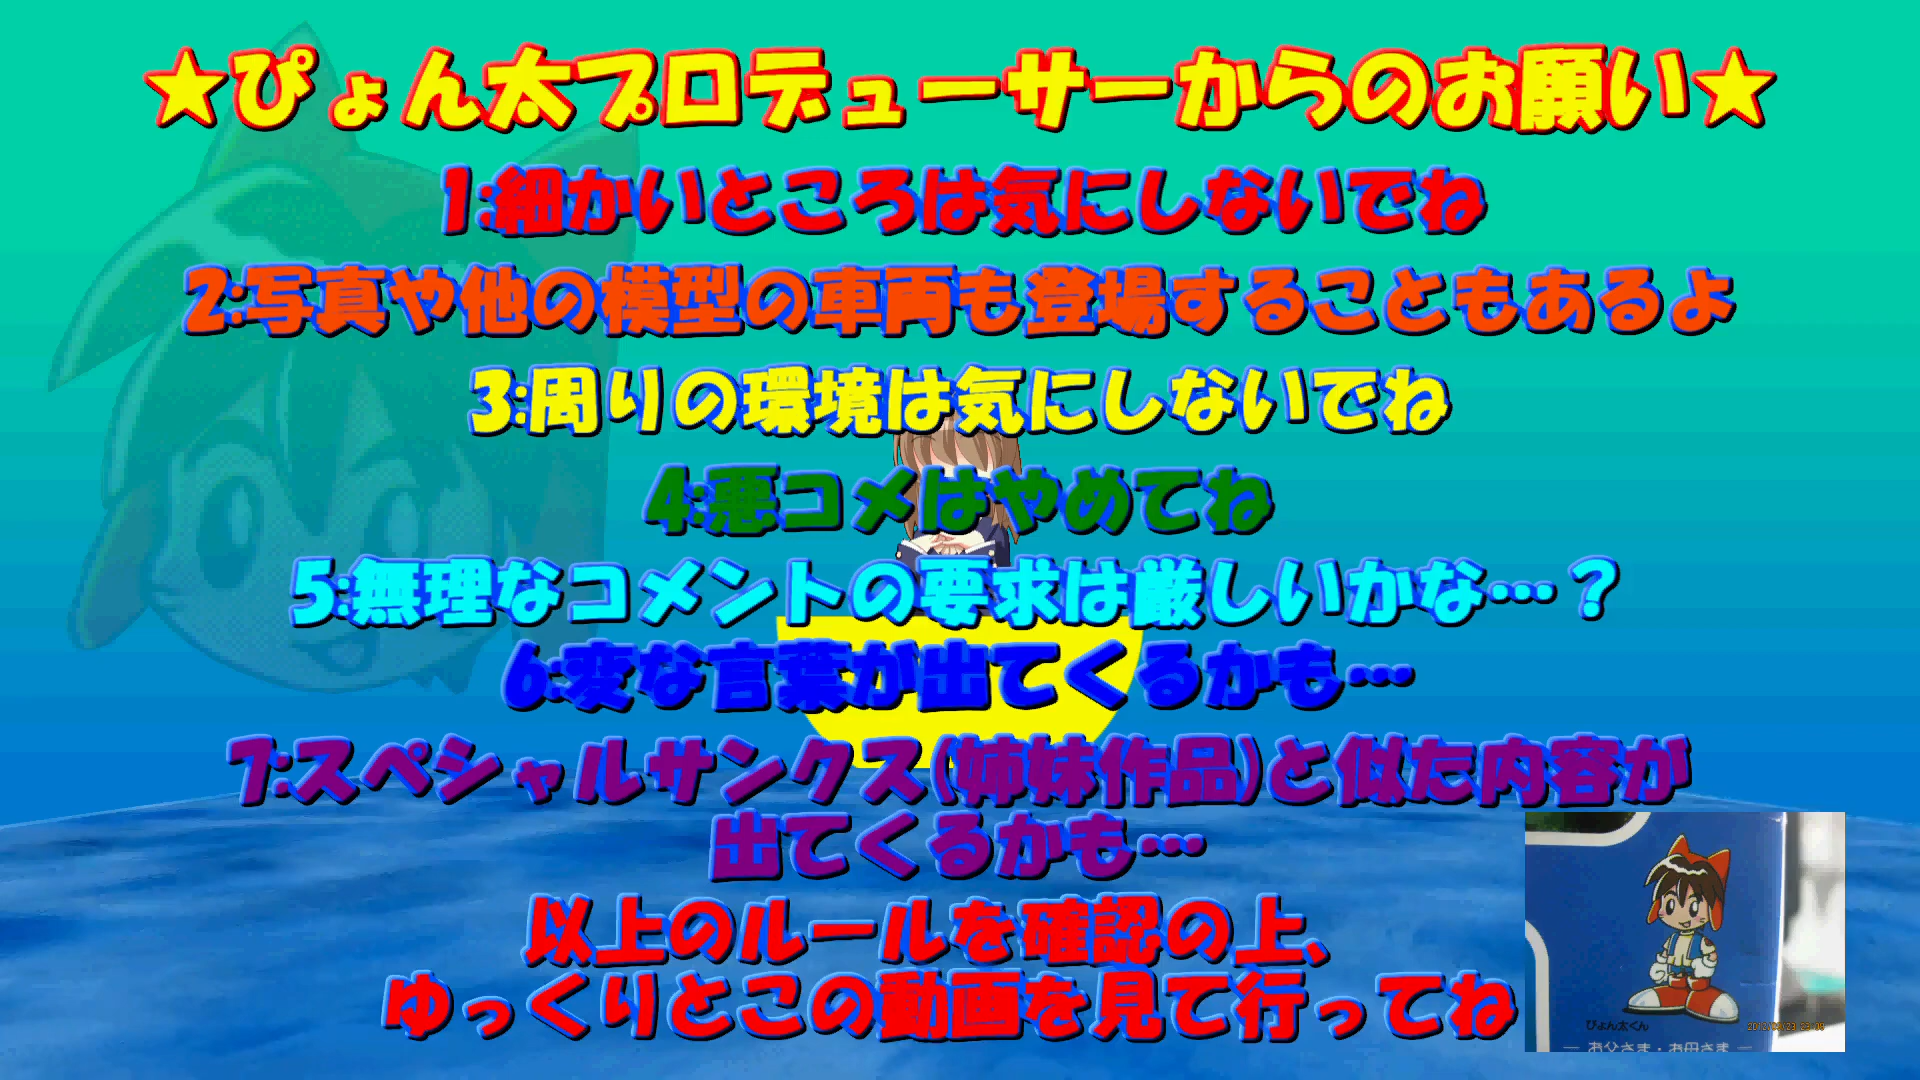 ★ぴょん太プロデューサーからのお願い★
1:細かいところは気にしないでね
2:写真や他の模型の車両も登場することもあるよ
3:周りの環境は気にしないでね
4:悪コメはやめてね
5:無理なコメントの要求は厳しいかな…？
6:変な言葉が出てくるかも…
7:スペシャルサンクス(姉妹作品)と似た内容が
出てくるかも…
以上のルールを確認の上、
ゆっくりとこの動画を見て行ってね
ぴょん太くん
― お父さま・お母さま ―